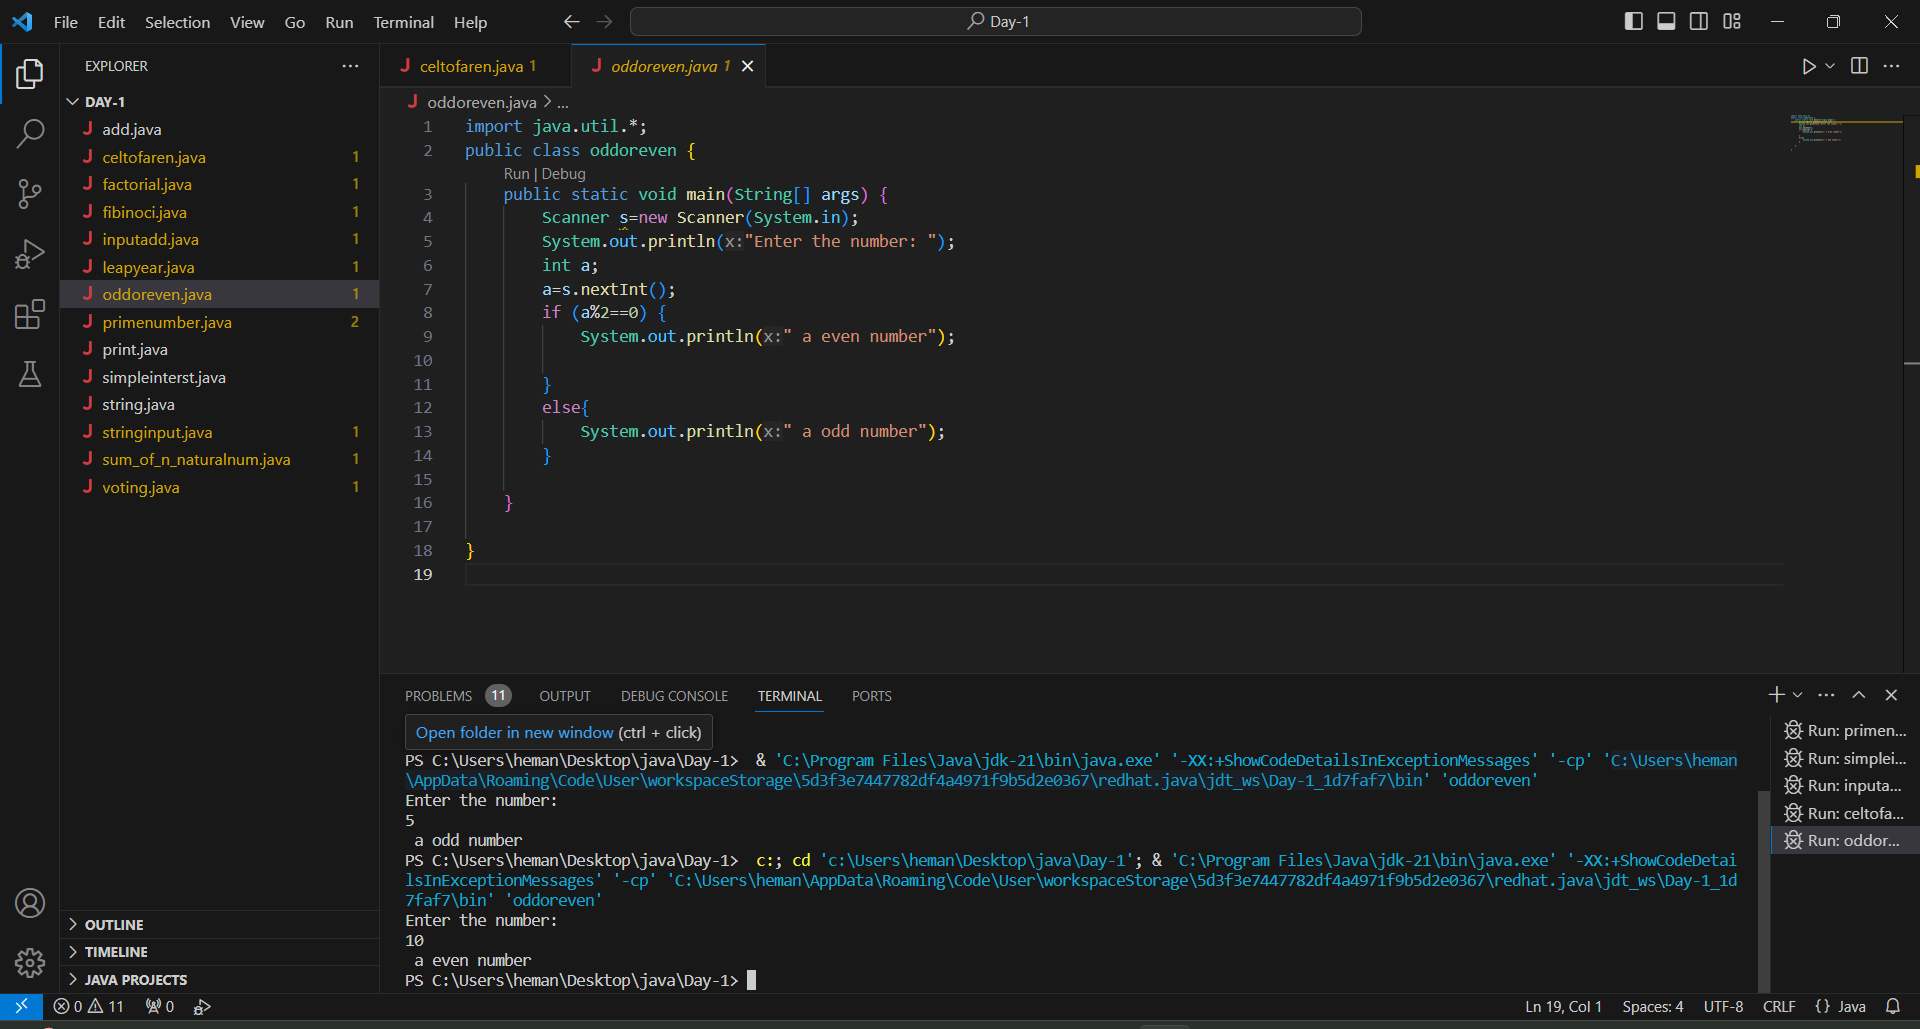 File Edit Selection View Go Run Terminal Help Day-1
EXPLORER
DAY-1
add.java
celtofaren.java 1
factorial.java 1
fibinoci.java 1
inputadd.java 1
leapyear.java 1
oddoreven.java 1
primenumber.java 2
print.java
simpleinterst.java
string.java
stringinput.java 1
sum_of_n_naturalnum.java 1
voting.java 1
OUTLINE
TIMELINE
JAVA PROJECTS
celtofaren.java 1 oddoreven.java 1
oddoreven.java > ...
1 import java.util.*;
2 public class oddoreven {
Run | Debug
3 public static void main(String[] args) {
4 Scanner s=new Scanner(System.in);
5 System.out.println(x:"Enter the number: ");
6 int a;
7 a=s.nextInt();
8 if (a%2==0) {
9 System.out.println(x:" a even number");
10
11 }
12 else{
13 System.out.println(x:" a odd number");
14 }
15
16 }
17
18 }
19
PROBLEMS 11 OUTPUT DEBUG CONSOLE TERMINAL PORTS
Open folder in new window (ctrl + click)
PS C:\Users\heman\Desktop\java\Day-1> & 'C:\Program Files\Java\jdk-21\bin\java.exe' '-XX:+ShowCodeDetailsInExceptionMessages' '-cp' 'C:\Users\heman
\AppData\Roaming\Code\User\workspaceStorage\5d3f3e7447782df4a4971f9b5d2e0367\redhat.java\jdt_ws\Day-1_1d7faf7\bin' 'oddoreven'
Enter the number:
5
a odd number
PS C:\Users\heman\Desktop\java\Day-1> c:; cd 'c:\Users\heman\Desktop\java\Day-1'; & 'C:\Program Files\Java\jdk-21\bin\java.exe' '-XX:+ShowCodeDetai
lsInExceptionMessages' '-cp' 'C:\Users\heman\AppData\Roaming\Code\User\workspaceStorage\5d3f3e7447782df4a4971f9b5d2e0367\redhat.java\jdt_ws\Day-1_1d
7faf7\bin' 'oddoreven'
Enter the number:
10
a even number
PS C:\Users\heman\Desktop\java\Day-1>
Run: primen...
Run: simplei...
Run: inputa...
Run: celtofa...
Run: oddor...
0 11 0 Ln 19, Col 1 Spaces: 4 UTF-8 CRLF {} Java